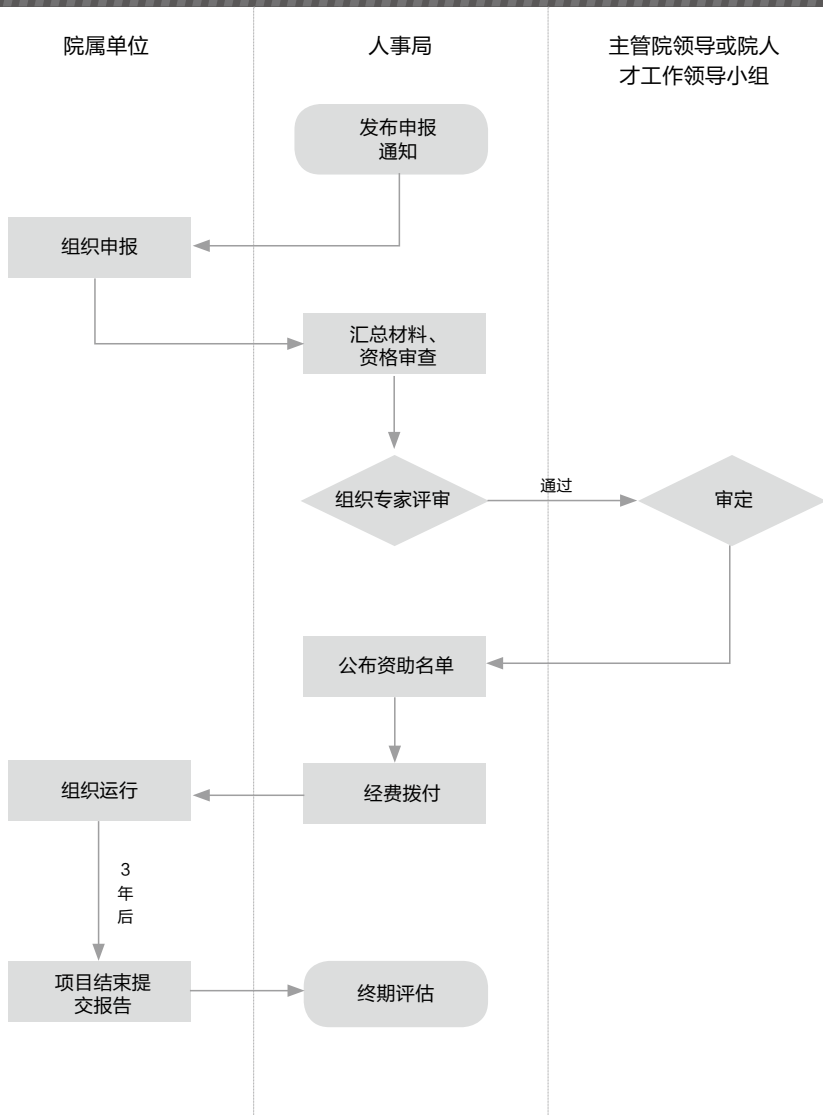 院属单位
人事局
主管院领导或院人
才工作领导小组
发布申报
通知
组织申报
汇总材料、
资格审查
组织专家评审
通过
审定
公布资助名单
经费拨付
组织运行
3
年
后
项目结束提
交报告
终期评估